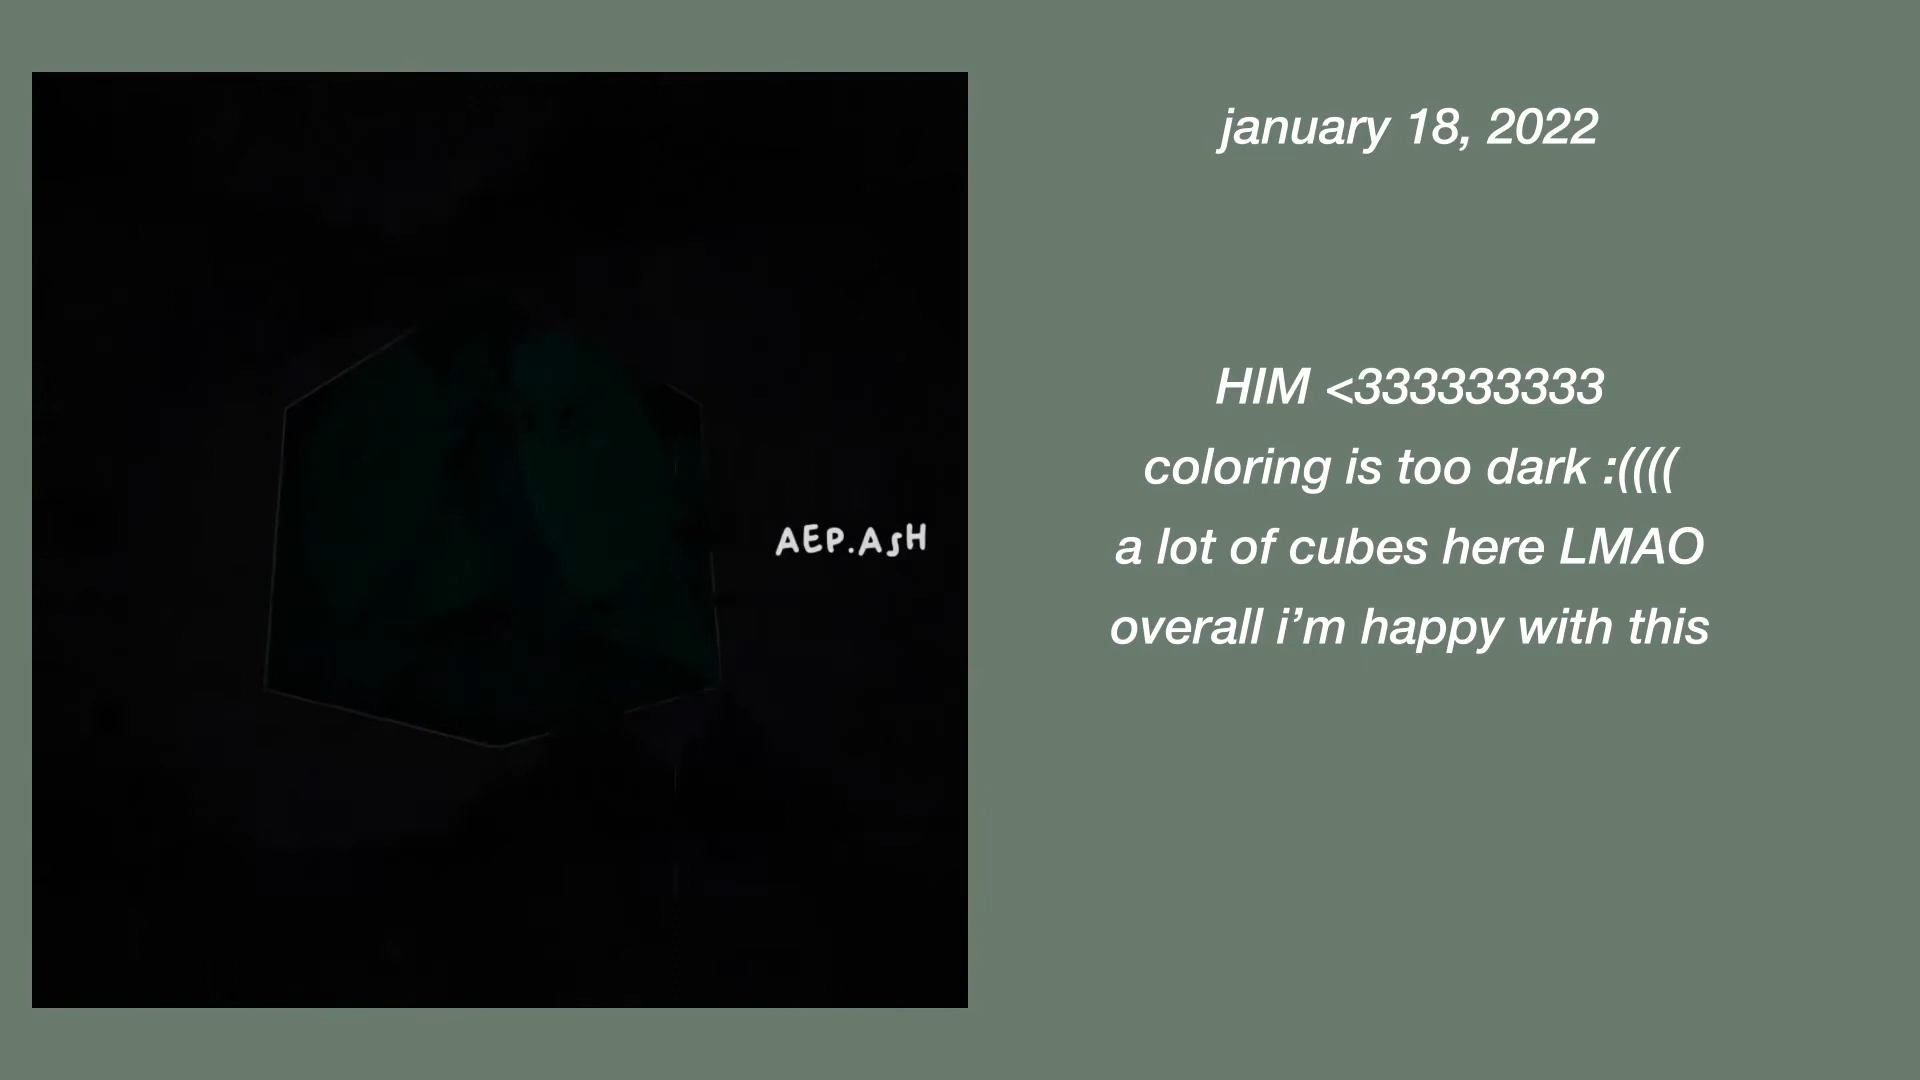 january 18, 2022
HIM <333333333
coloring is too dark :((((
a lot of cubes here LMAO
overall i’m happy with this
AEP.ASH